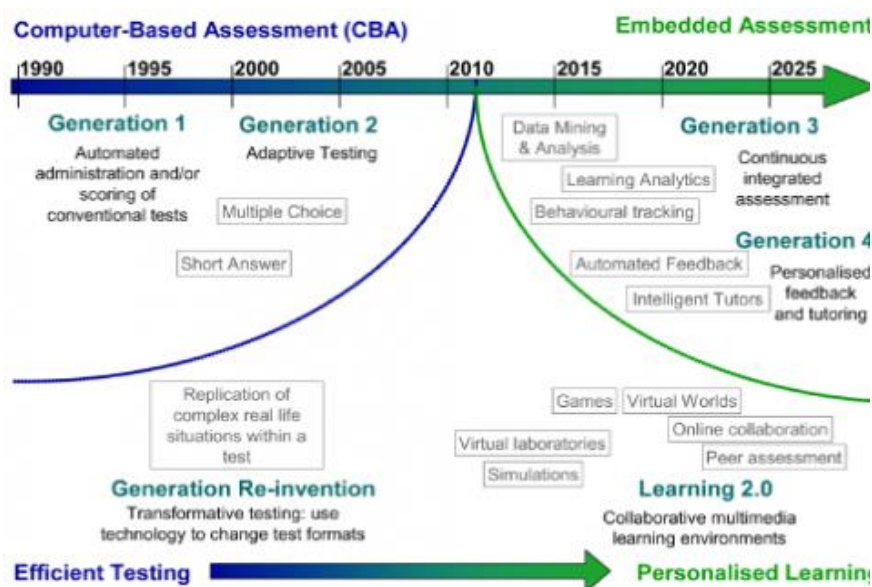 Computer-Based Assessment (CBA)
Embedded Assessment
1990 1995 2000 2005 2010 2015 2020 2025
Generation 1
Automated
administration and/or
scoring of
conventional tests
Generation 2
Adaptive Testing
Multiple Choice
Short Answer
Data Mining
& Analysis
Learning Analytics
Behavioural tracking
Automated Feedback
Intelligent Tutors
Generation 3
Continuous
integrated
assessment
Generation 4
Personalised
feedback
and tutoring
Replication of
complex real life
situations within a
test
Generation Re-invention
Transformative testing: use
technology to change test formats
Games
Virtual Worlds
Online collaboration
Virtual laboratories
Peer assessment
Simulations
Learning 2.0
Collaborative multimedia
learning environments
Efficient Testing
Personalised Learning